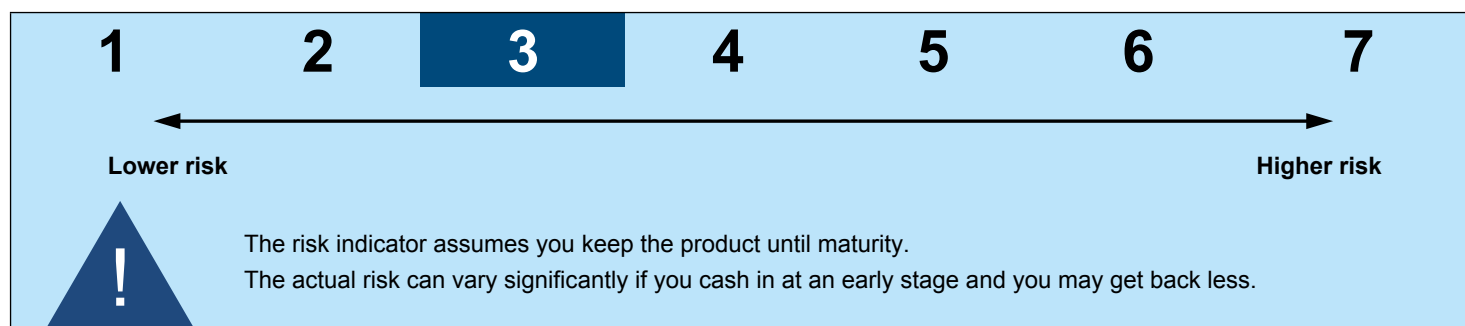 1 2 3 4 5 6 7
Lower risk Higher risk
!
The risk indicator assumes you keep the product until maturity.
The actual risk can vary significantly if you cash in at an early stage and you may get back less.